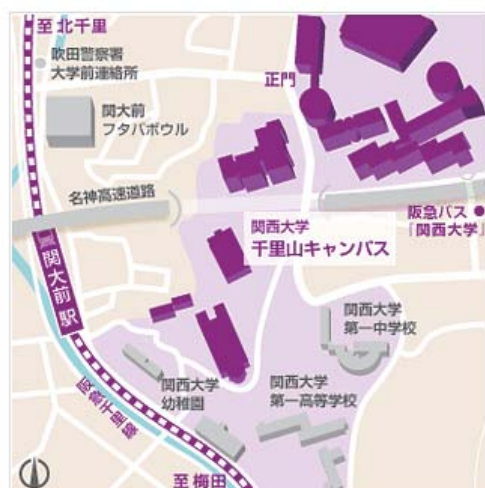 至 北千里
吹田警察署
大学前連絡所
正門
関大前
フタバボウル
名神高速道路
阪急バス
『関西大学』
関西大学
千里山キャンパス
関大前駅
関西大学
第一中学校
関西大学
幼稚園
関西大学
第一高等学校
阪急千里線
至 梅田